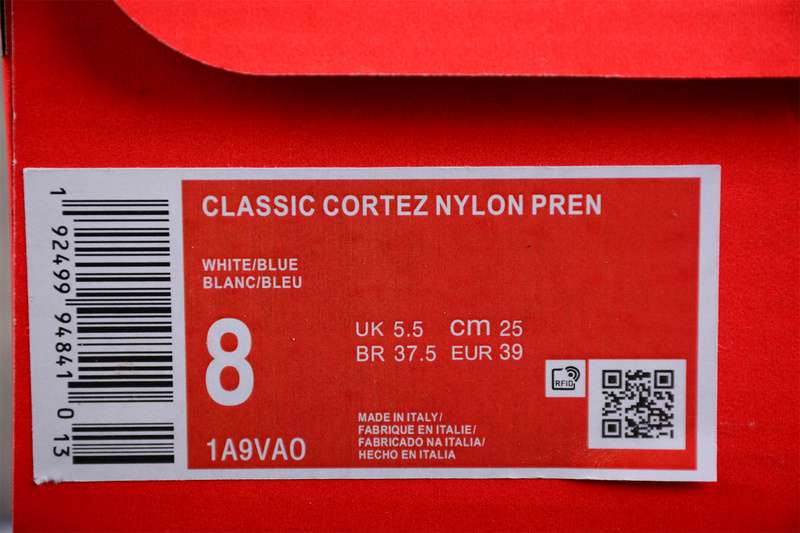 CLASSIC CORTEZ NYLON PREN
WHITE/BLUE
BLANC/BLEU
8
UK 5.5 cm 25
BR 37.5 EUR 39
RFID
1A9VAO
MADE IN ITALY/
FABRIQUE EN ITALIE/
FABRICADO NA ITALIA/
HECHO EN ITALIA
1 92499 94841 0 13